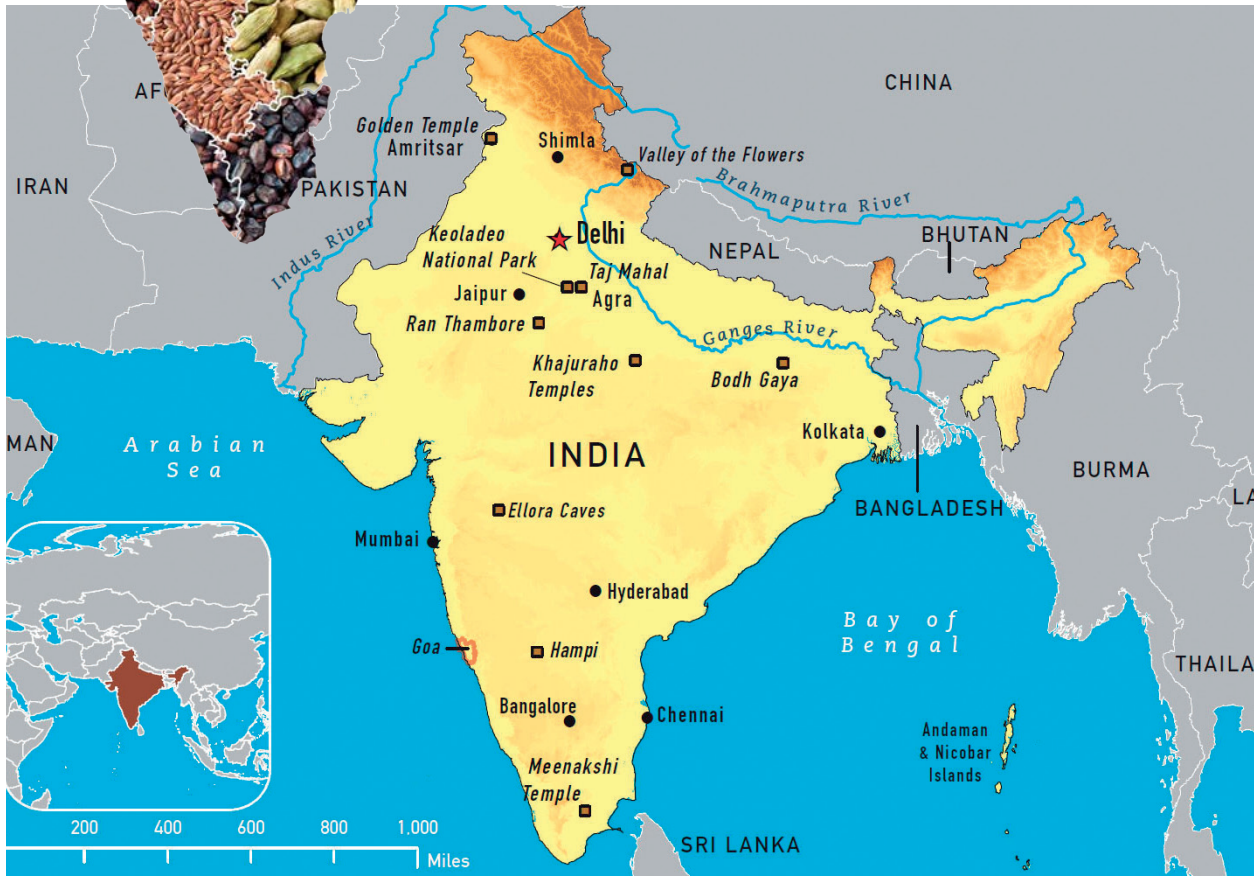 CHINA
AF
Golden Temple
Amritsar
Shimla
Valley of the Flowers
IRAN
PAKISTAN
Brahmaputra River
Indus River
Keoladeo
National Park
Delhi
NEPAL
BHUTAN
Taj Mahal
Agra
Jaipur
Ran Thambore
Ganges River
Khajuraho
Temples
Bodh Gaya
Kolkata
MAN
Arabian
Sea
INDIA
BURMA
LA
BANGLADESH
Ellora Caves
Mumbai
Hyderabad
Bay of
Bengal
Goa
Hampi
THAILA
Bangalore
Chennai
Andaman
& Nicobar
Islands
Meenakshi
Temple
SRI LANKA
200 400 600 800 1,000
Miles